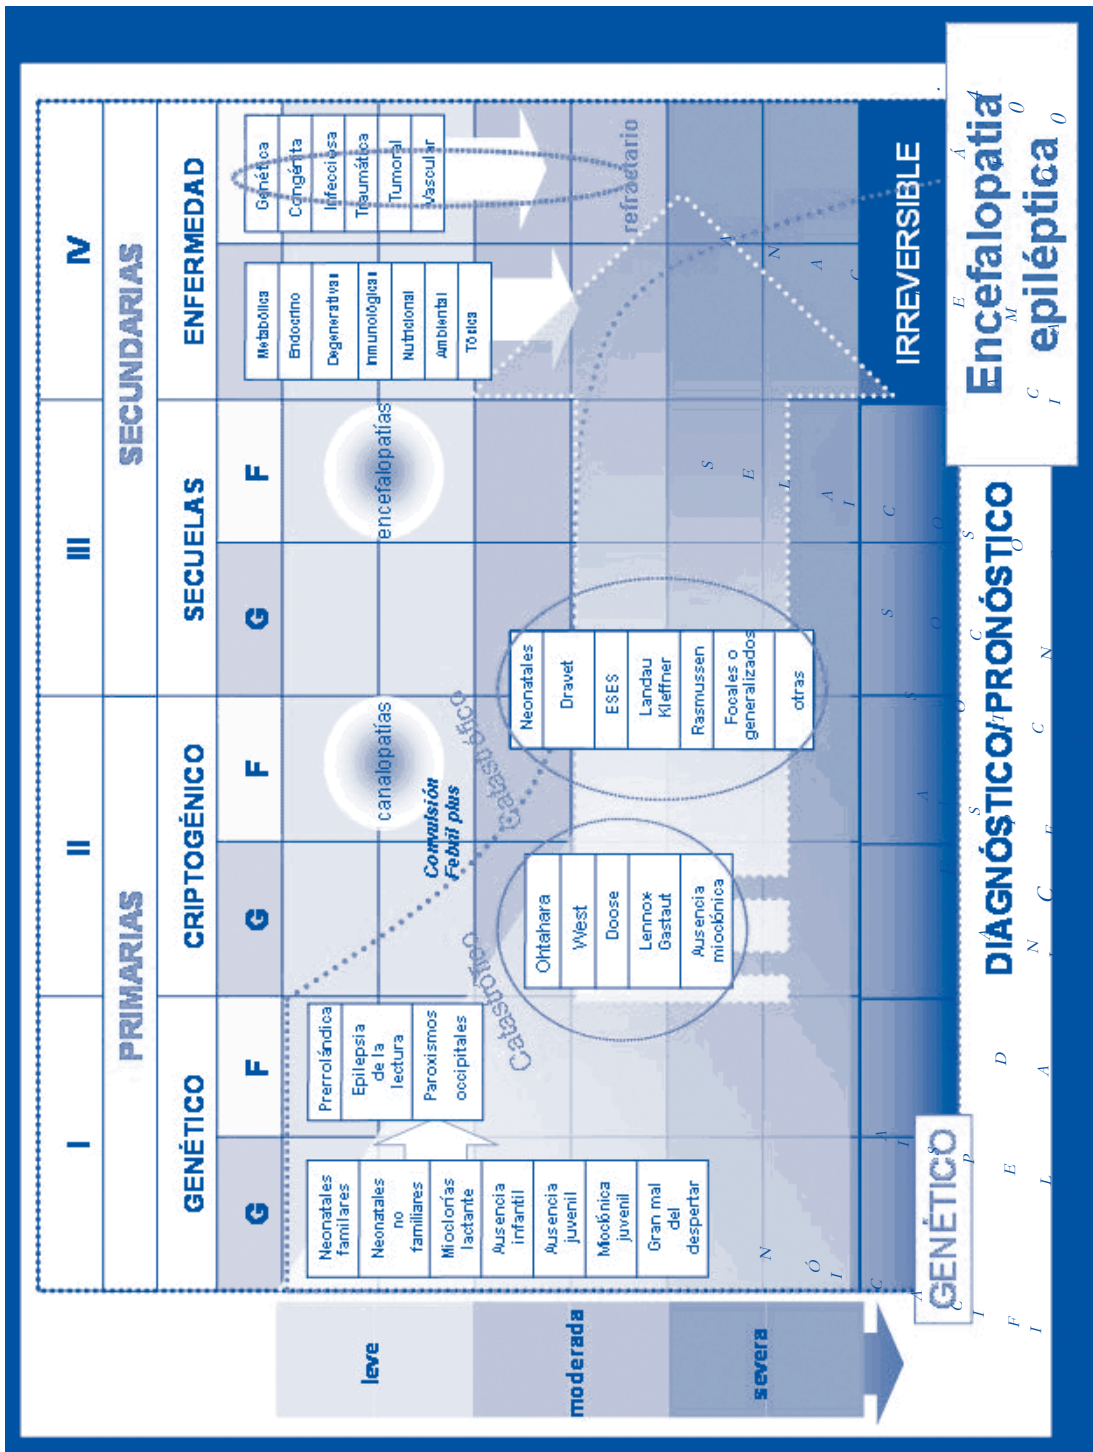 I
II
III
IV
PRIMARIAS
SECUNDARIAS
GENÉTICO
CRIPTOGÉNICO
SECUELAS
ENFERMEDAD
G
F
G
F
G
F
leve
moderada
severa
Neonatales
familiares
Neonatales
no
familiares
Mioclonías
lactante
Ausencia
infantil
Ausencia
juvenil
Mioclónica
juvenil
Gran mal
del
despertar
Prerrolándica
Epilepsia
de la
lectura
Paroxismos
occipitales
Catastrófico
Ohtahara
West
Doose
Lennox
Gastaut
Ausencia
mioclónica
canalopatías
Convulsión
Febril plus
Catastrófico
Neonatales
Dravet
ESES
Landau
Kleffner
Rasmussen
Focales o
generalizados
otras
encefalopatías
Metabólica
Endocrino
Degenerativas
Inmunológicas
Nutricional
Ambiental
Tóxica
Genética
Congénita
Infecciosa
Traumática
Tumoral
Vascular
refractario
IRREVERSIBLE
GENÉTICO
DIAGNÓSTICO/PRONÓSTICO
Encefalopatia
epiléptica